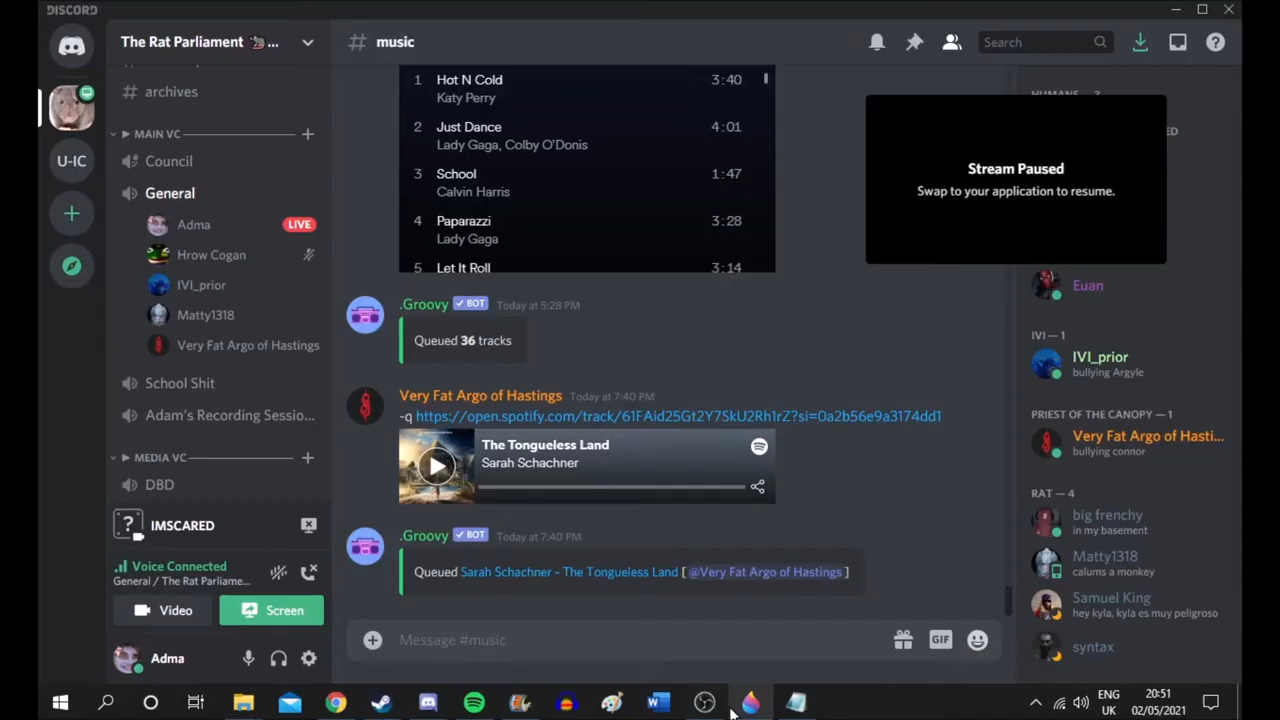 DISCORD
The Rat Parliament
...
# music
Search
# archives
MAIN VC
Council
General
Adma
LIVE
Hrow Cogan
IVI_prior
Matty1318
Very Fat Argo of Hastings
School Shit
Adam's Recording Sessio...
MEDIA VC
DBD
IMSCARED
Voice Connected
General / The Rat Parliame...
Video
Screen
Adma
U-IC
1 Hot N Cold 3:40
Katy Perry
2 Just Dance 4:01
Lady Gaga, Colby O'Donis
3 School 1:47
Calvin Harris
4 Paparazzi 3:28
Lady Gaga
5 Let It Roll 3:14
.Groovy ✓ BOT Today at 5:28 PM
Queued 36 tracks
Very Fat Argo of Hastings Today at 7:40 PM
-q https://open.spotify.com/track/61FAid25Gt2Y7SkU2Rh1rZ?si=0a2b56e9a3174dd1
The Tongueless Land
Sarah Schachner
.Groovy ✓ BOT Today at 7:40 PM
Queued Sarah Schachner - The Tongueless Land [ @Very Fat Argo of Hastings ]
Message #music
GIF
Stream Paused
Swap to your application to resume.
Euan
IVI — 1
IVI_prior
bullying Argyle
PRIEST OF THE CANOPY — 1
Very Fat Argo of Hasti...
bullying connor
RAT — 4
big frenchy
in my basement
Matty1318
calums a monkey
Samuel King
hey kyla, kyla es muy peligroso
syntax
ENG
UK
20:51
02/05/2021